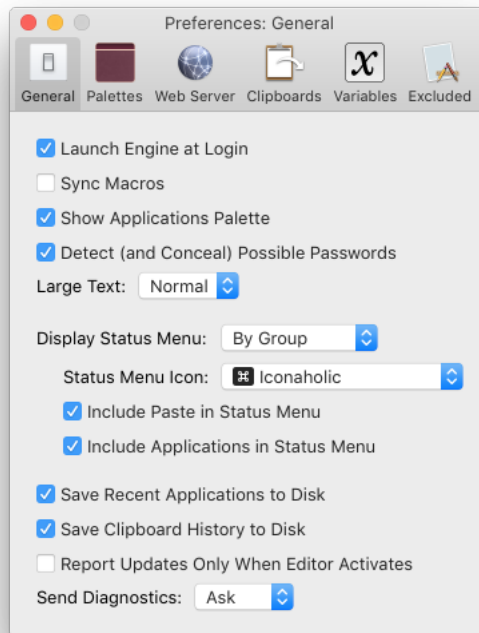 Preferences: General
General Palettes Web Server Clipboards Variables Excluded
Launch Engine at Login
Sync Macros
Show Applications Palette
Detect (and Conceal) Possible Passwords
Large Text: Normal
Display Status Menu: By Group
Status Menu Icon: ⌘ Iconaholic
Include Paste in Status Menu
Include Applications in Status Menu
Save Recent Applications to Disk
Save Clipboard History to Disk
Report Updates Only When Editor Activates
Send Diagnostics: Ask